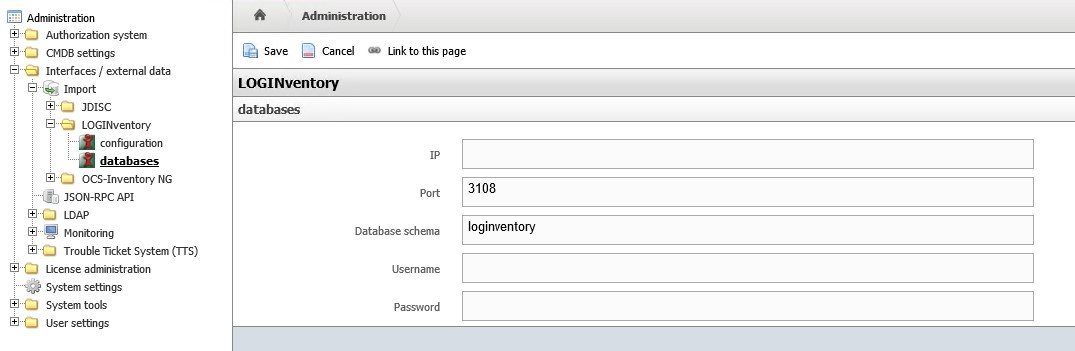 Administration
Authorization system
CMDB settings
Interfaces / external data
Import
JDISC
LOGINventory
configuration
databases
OCS-Inventory NG
JSON-RPC API
LDAP
Monitoring
Trouble Ticket System (TTS)
License administration
System settings
System tools
User settings
Administration
Save Cancel Link to this page
LOGINventory
databases
IP
Port 3108
Database schema loginventory
Username
Password